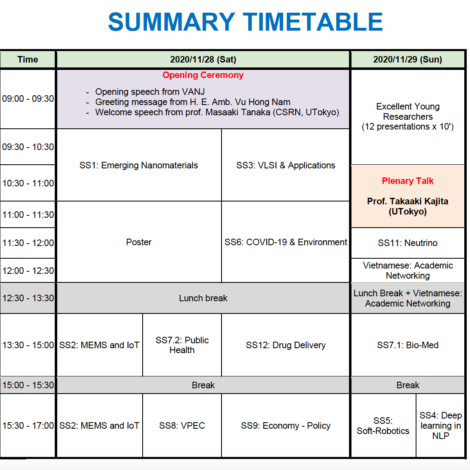 SUMMARY TIMETABLE
Time
2020/11/28 (Sat)
2020/11/29 (Sun)
09:00 - 09:30
Opening Ceremony
- Opening speech from VANJ
- Greeting message from H. E. Amb. Vu Hong Nam
- Welcome speech from prof. Masaaki Tanaka (CSRN, UTokyo)
Excellent Young
Researchers
(12 presentations x 10')
09:30 - 10:30
SS1: Emerging Nanomaterials
SS3: VLSI & Applications
10:30 - 11:00
Plenary Talk
Prof. Takaaki Kajita
(UTokyo)
11:00 - 11:30
Poster
SS6: COVID-19 & Environment
11:30 - 12:00
SS11: Neutrino
12:00 - 12:30
Vietnamese: Academic
Networking
12:30 - 13:30
Lunch break
Lunch Break + Vietnamese:
Academic Networking
13:30 - 15:00
SS2: MEMS and IoT
SS7.2: Public
Health
SS12: Drug Delivery
SS7.1: Bio-Med
15:00 - 15:30
Break
Break
15:30 - 17:00
SS2: MEMS and IoT
SS8: VPEC
SS9: Economy - Policy
SS5:
Soft-Robotics
SS4: Deep
learning in
NLP